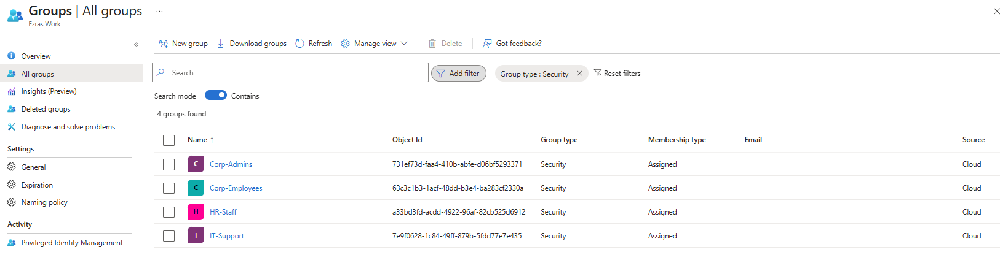 Groups | All groups ...
Ezras Work
«
Overview
All groups
Insights (Preview)
Deleted groups
Diagnose and solve problems
Settings
General
Expiration
Naming policy
Activity
Privileged Identity Management
New group Download groups Refresh Manage view Delete Got feedback?
Search Add filter Group type : Security Reset filters
Search mode Contains
4 groups found
Name ↑ Object Id Group type Membership type Email Source
C Corp-Admins 731ef73d-faa4-410b-abfe-d06bf5293371 Security Assigned Cloud
C Corp-Employees 63c3c1b3-1acf-48dd-b3e4-ba283cf2330a Security Assigned Cloud
H HR-Staff a33bd3fd-acdd-4922-96af-82cb525d6912 Security Assigned Cloud
I IT-Support 7e9f0628-1c84-49ff-879b-5fdd77e7e435 Security Assigned Cloud